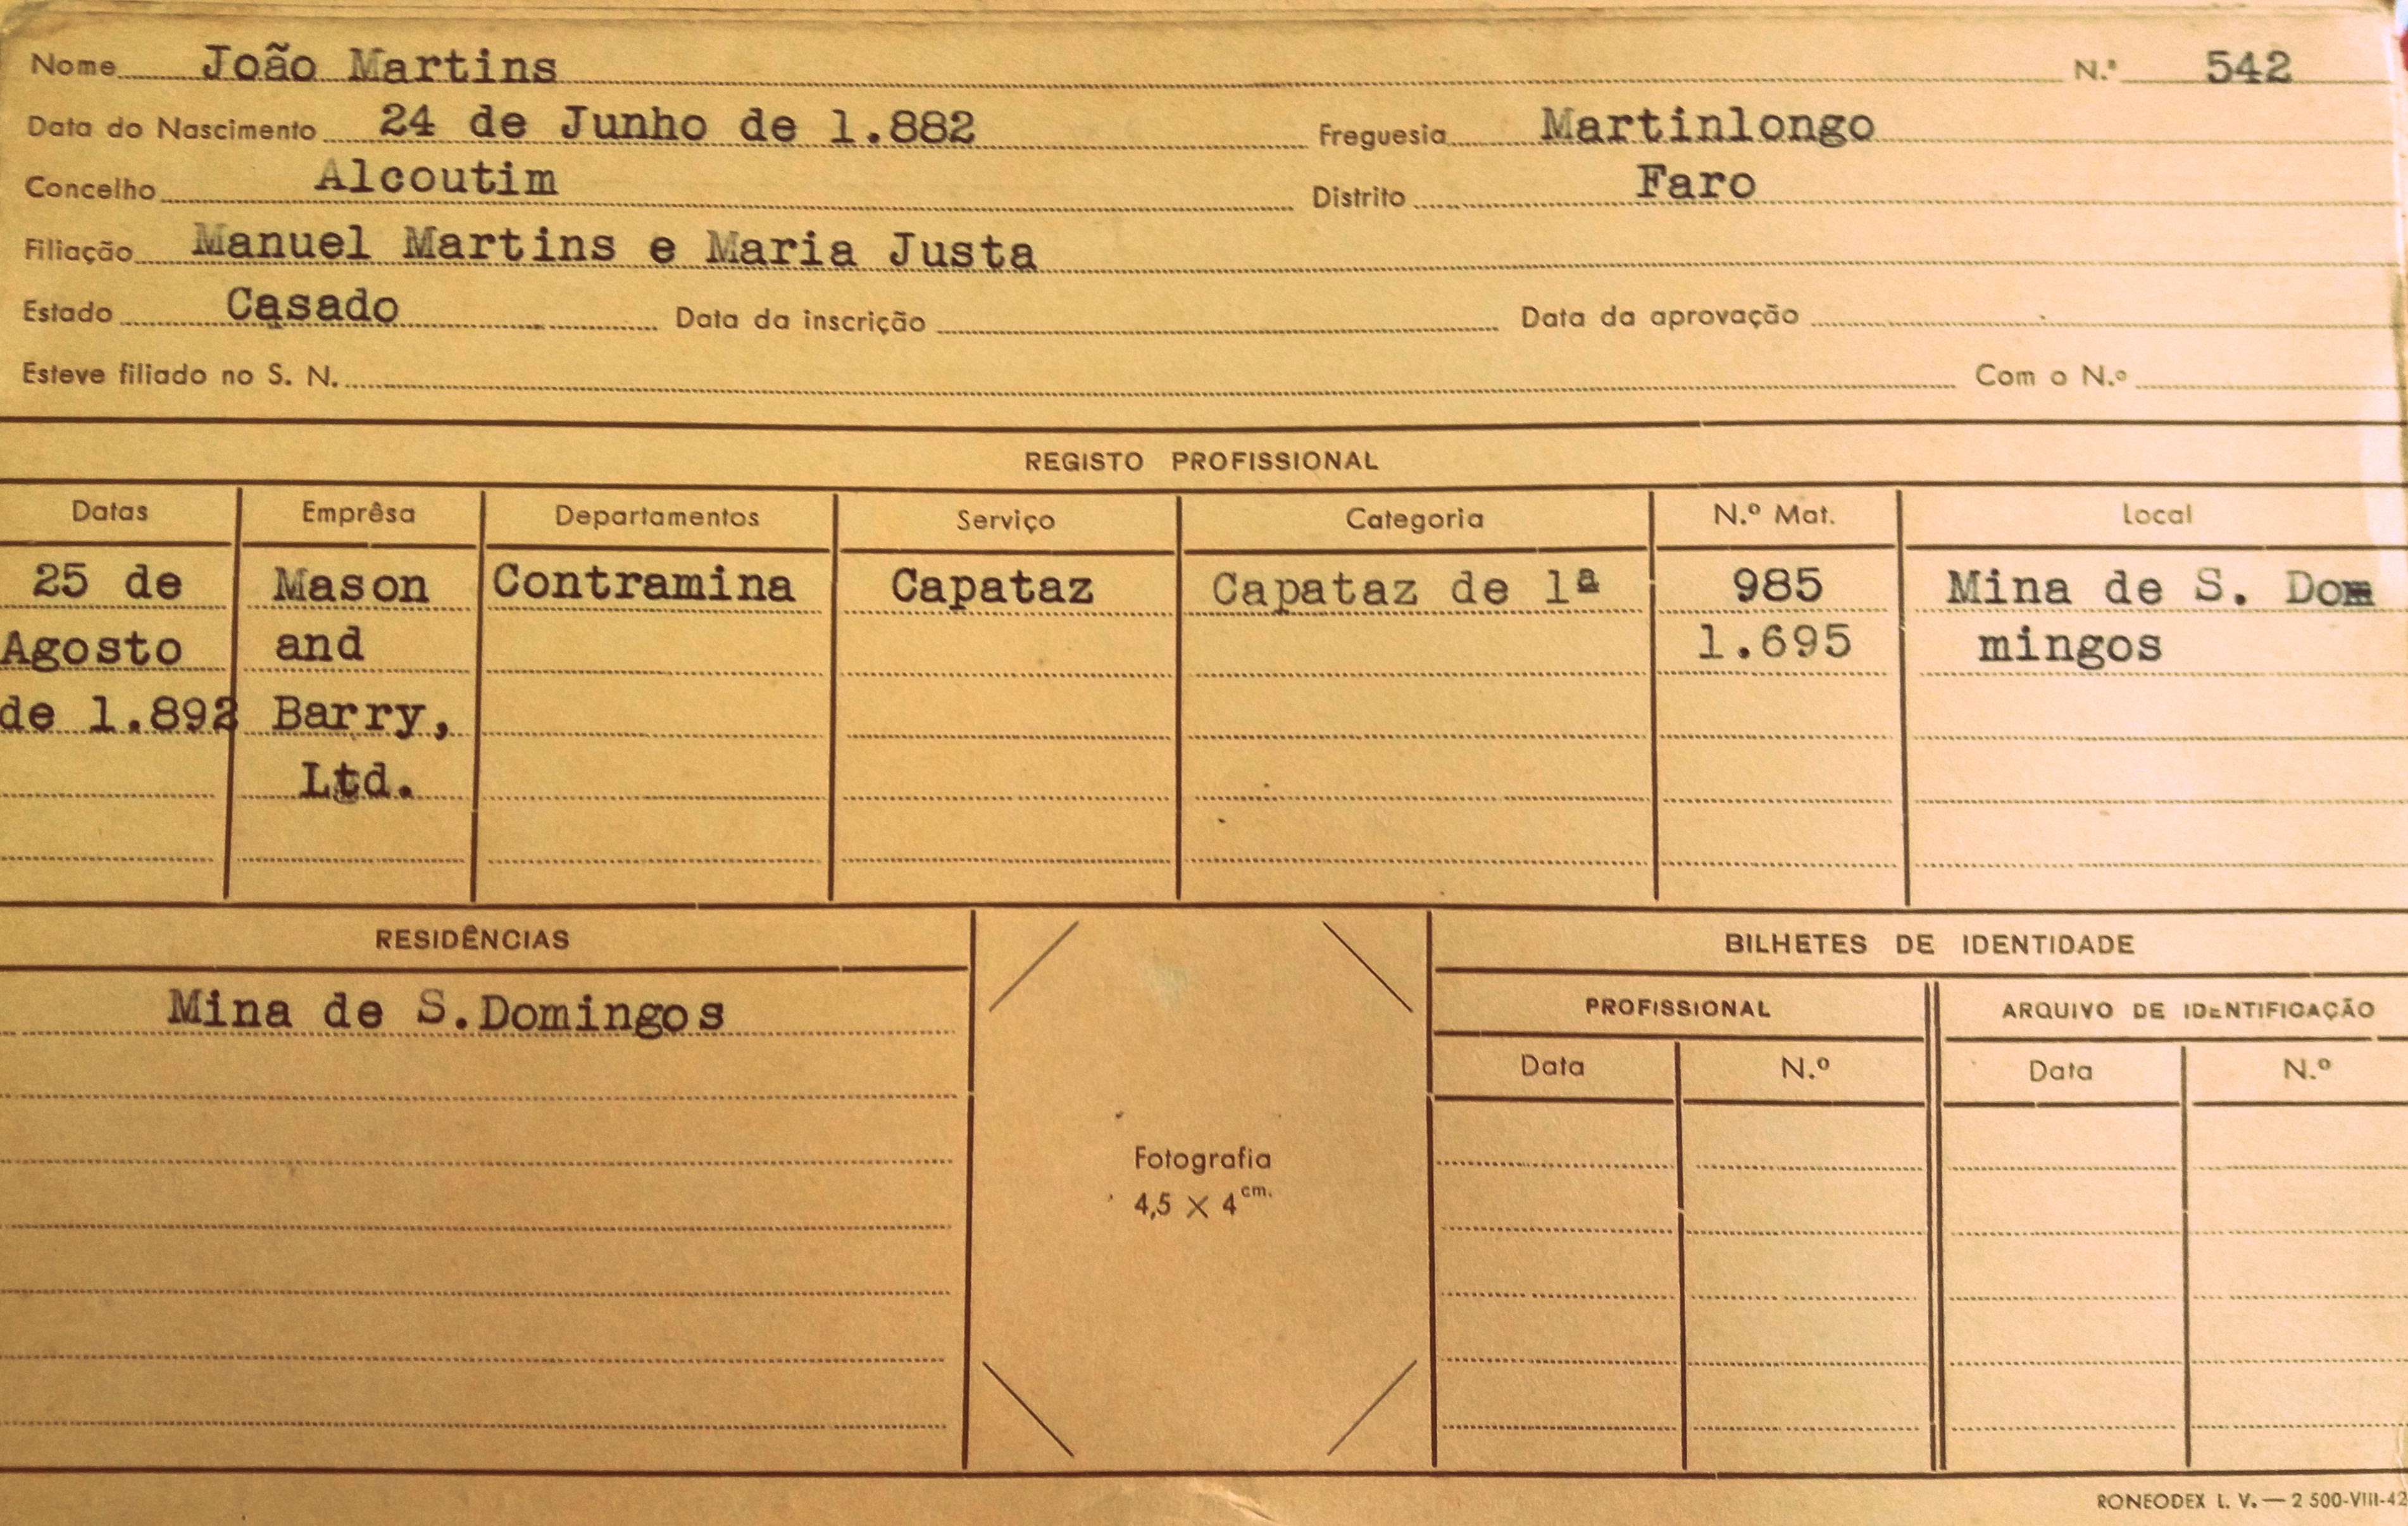 Nome João Martins N.º 542
Data do Nascimento 24 de Junho de 1.882 Freguesia Martinlongo
Concelho Alcoutim Distrito Faro
Filiação Manuel Martins e Maria Justa
Estado Casado Data da inscrição Data da aprovação
Esteve filiado no S. N. Com o N.º
REGISTO PROFISSIONAL
Datas Emprêsa Departamentos Serviço Categoria N.º Mat. Local
25 de Mason Contramina Capataz Capataz de 1ª 985 Mina de S. Dom
Agosto and 1.695 mingos
de 1.892 Barry,
Ltd.
RESIDÊNCIAS BILHETES DE IDENTIDADE
Mina de S.Domingos PROFISSIONAL ARQUIVO DE IDENTIFICAÇÃO
Data N.º Data N.º
Fotografia
4,5 × 4 cm.
RONEODEX L. V. — 2 500-VIII-42